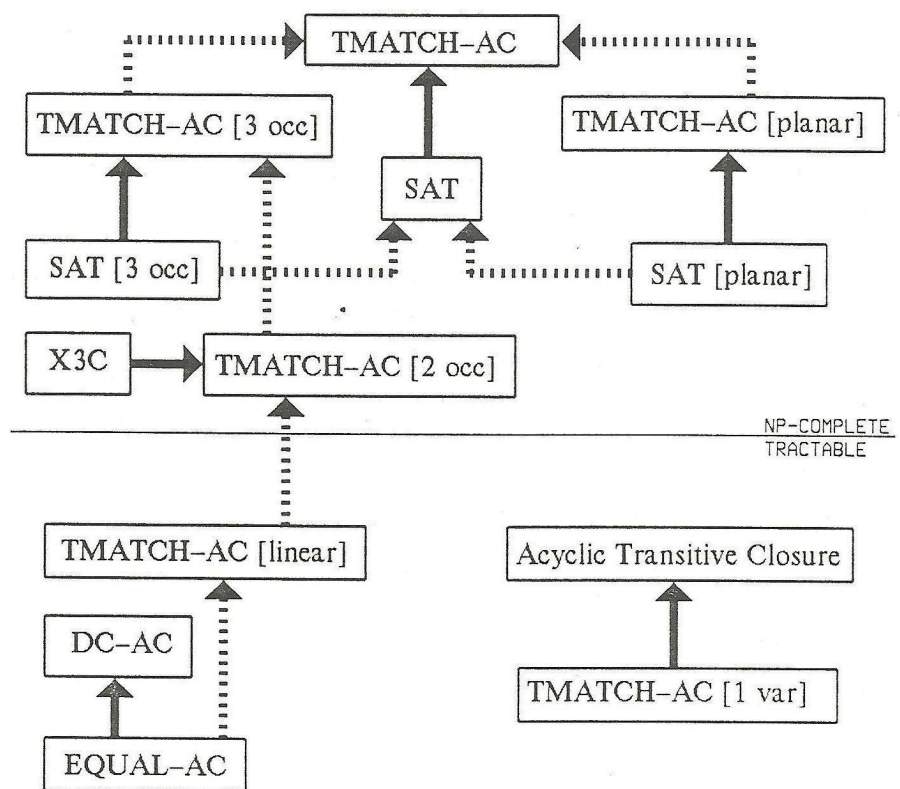 TMATCH–AC
TMATCH–AC [3 occ]
TMATCH–AC [planar]
SAT
SAT [3 occ]
SAT [planar]
X3C
TMATCH–AC [2 occ]
NP-COMPLETE
TRACTABLE
TMATCH–AC [linear]
Acyclic Transitive Closure
DC–AC
TMATCH–AC [1 var]
EQUAL–AC